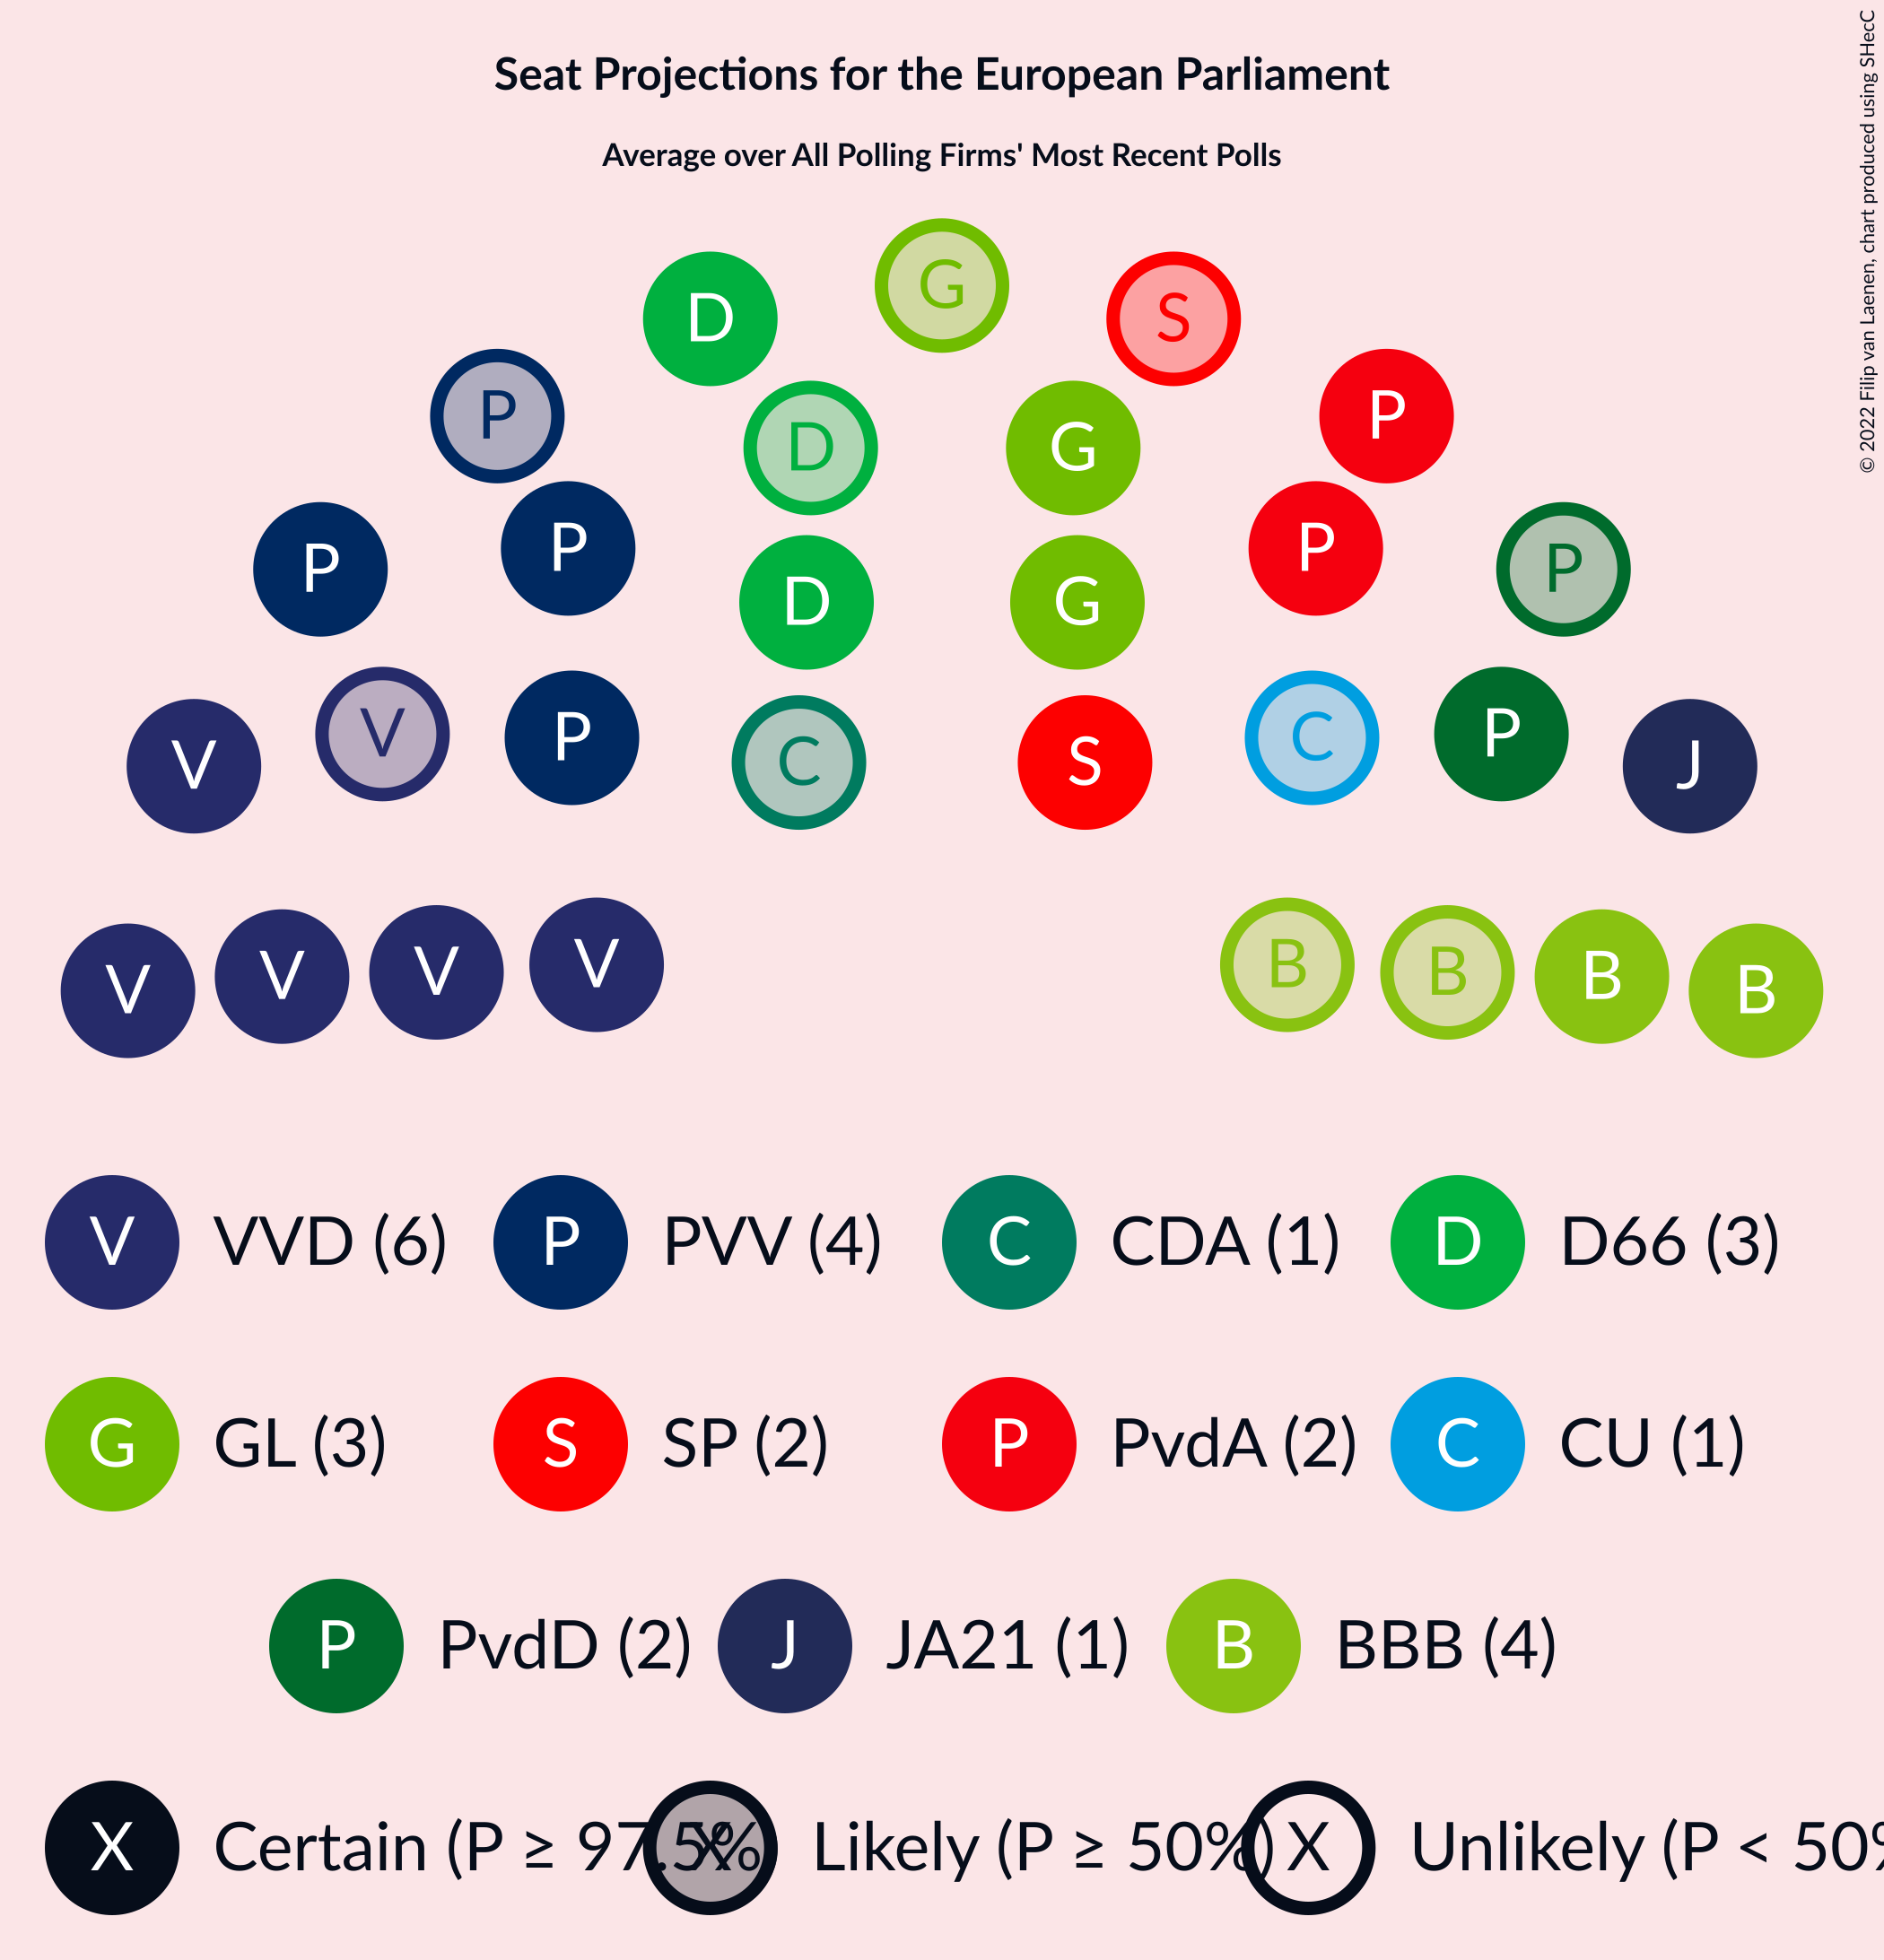 Seat Projections for the European Parliament
Average over All Polling Firms' Most Recent Polls
© 2022 Filip van Laenen, chart produced using SHecC
G
D S
P P
D G
P P
P P
D G
V P P J
V C S C P
V V V V B B B B
V VVD (6) P PVV (4) C CDA (1) D D66 (3)
G GL (3) S SP (2) P PvdA (2) C CU (1)
P PvdD (2) J JA21 (1) B BBB (4)
X Certain (P ≥ 97.5% X Likely (P ≥ 50%) X Unlikely (P < 50%